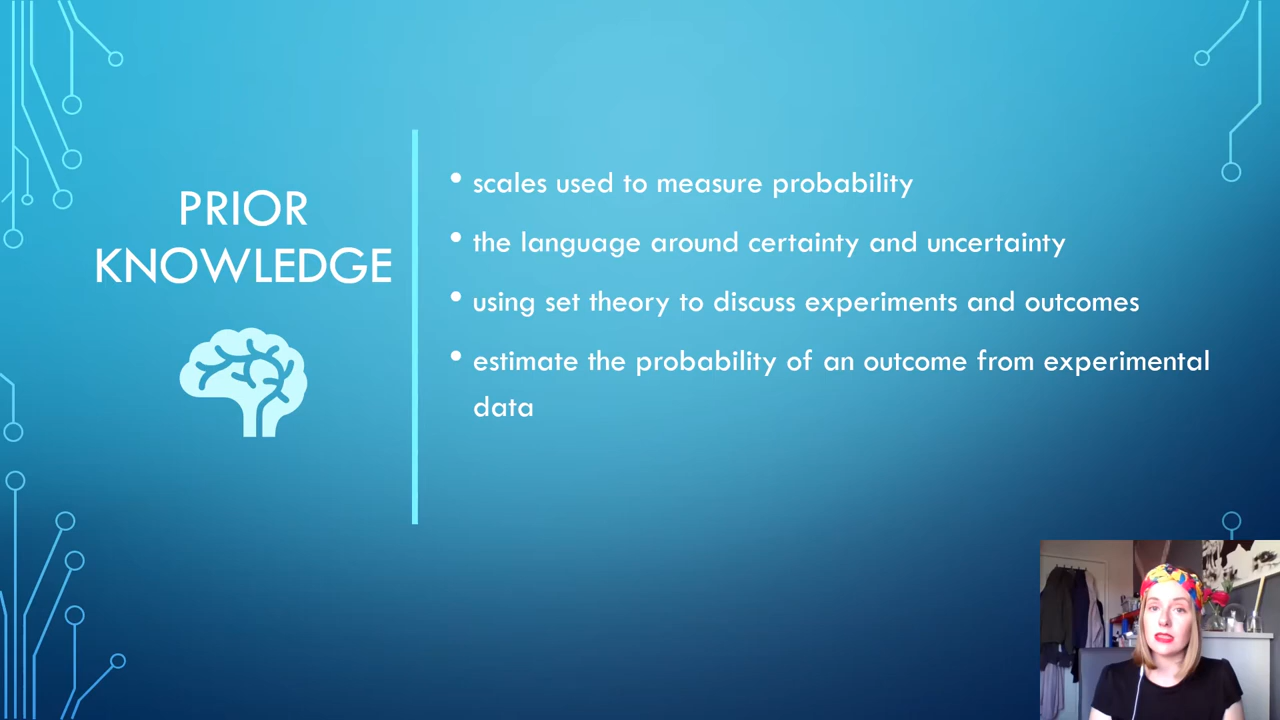 PRIOR
KNOWLEDGE
• scales used to measure probability
• the language around certainty and uncertainty
• using set theory to discuss experiments and outcomes
• estimate the probability of an outcome from experimental
data